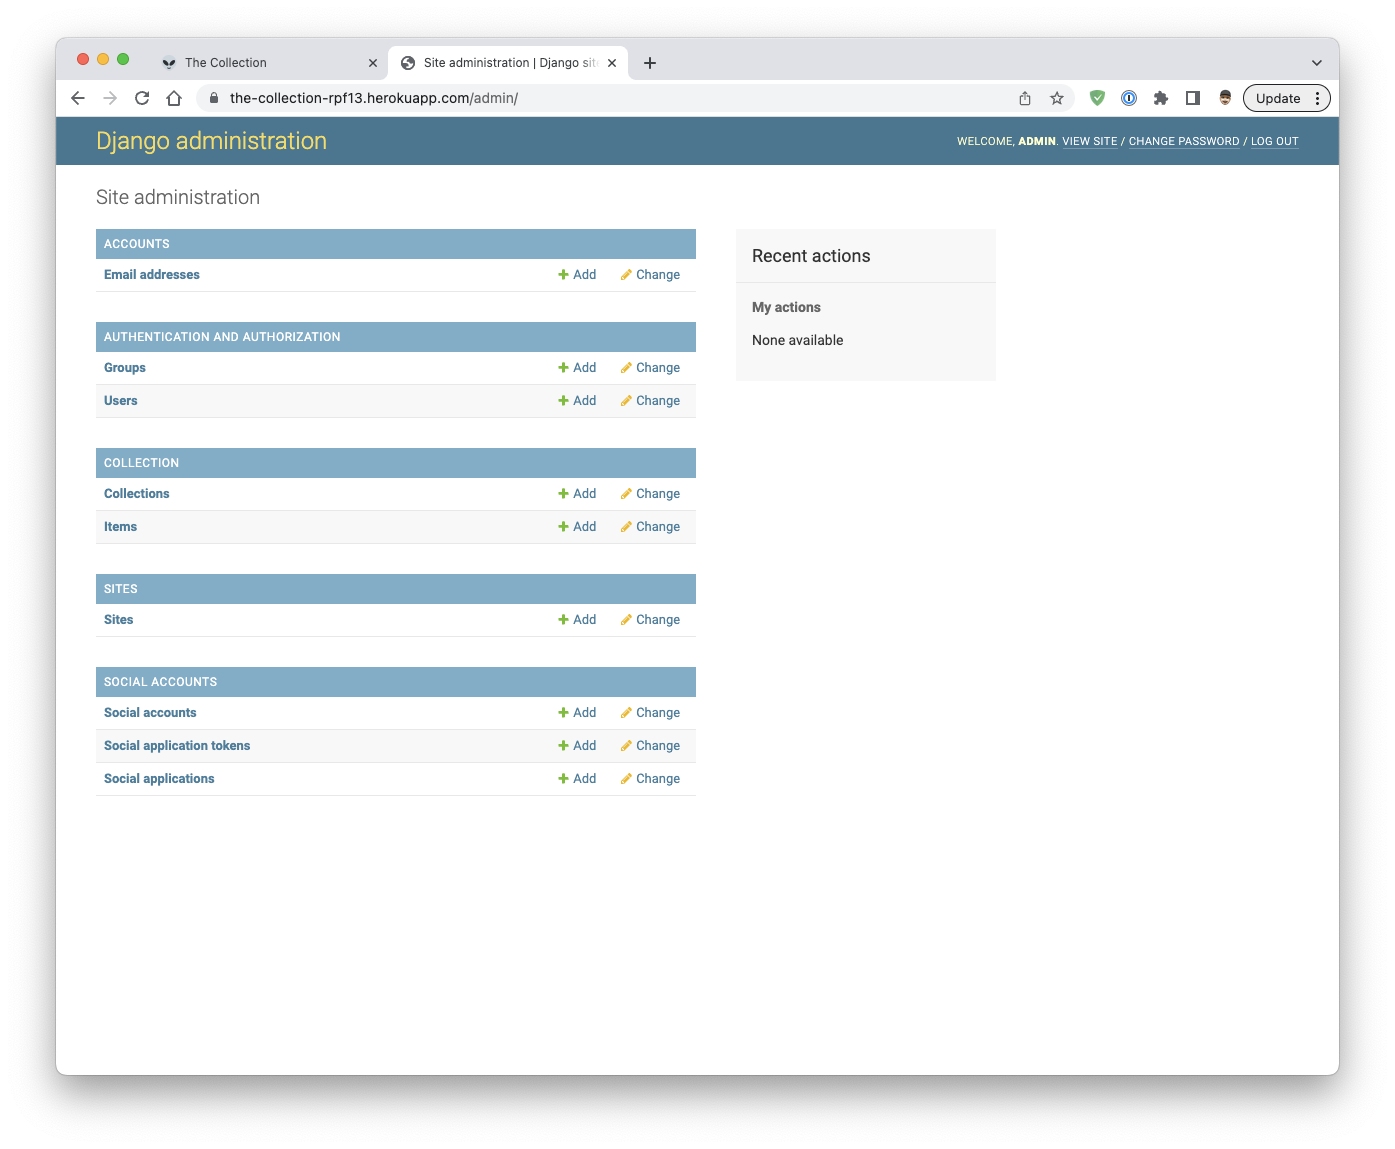 The Collection
Site administration | Django sit
the-collection-rpf13.herokuapp.com/admin/
Update
Django administration
WELCOME, ADMIN. VIEW SITE / CHANGE PASSWORD / LOG OUT
Site administration
ACCOUNTS
Email addresses Add Change
AUTHENTICATION AND AUTHORIZATION
Groups Add Change
Users Add Change
COLLECTION
Collections Add Change
Items Add Change
SITES
Sites Add Change
SOCIAL ACCOUNTS
Social accounts Add Change
Social application tokens Add Change
Social applications Add Change
Recent actions
My actions
None available